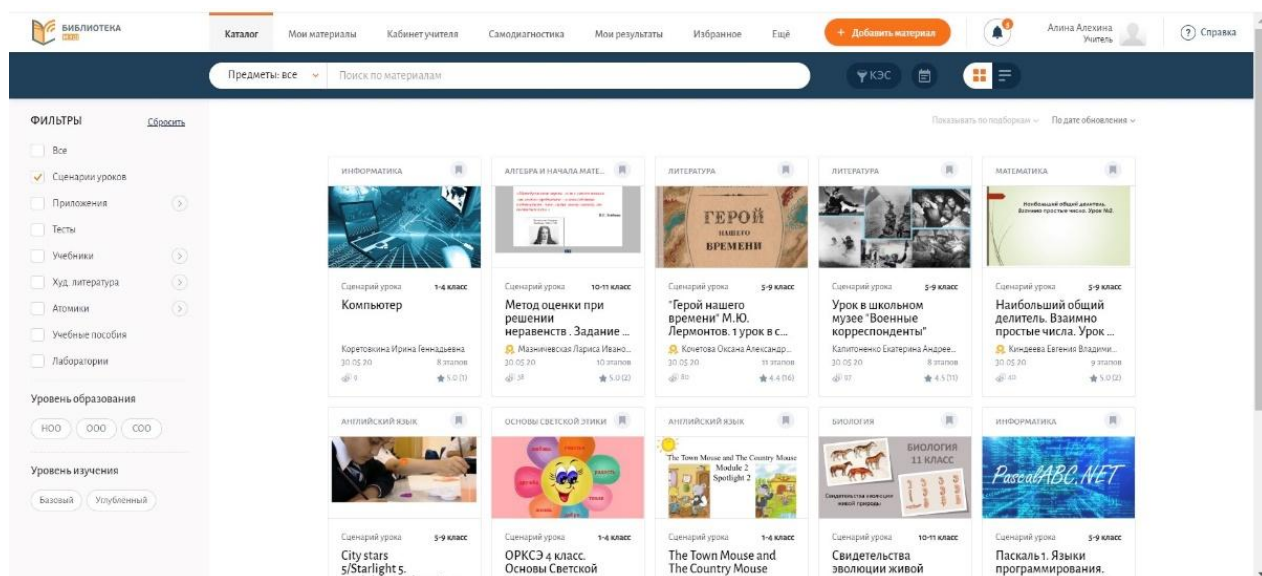 БИБЛИОТЕКА
МЭШ
Каталог
Мои материалы
Кабинет учителя
Самодиагностика
Мои результаты
Избранное
Ещё
+ Добавить материал
Алина Алехина
Учитель
? Справка
Предметы: все
Поиск по материалам
КЭС
ФИЛЬТРЫ
Сбросить
Все
Сценарии уроков
Приложения
Тесты
Учебники
Худ. литература
Атомики
Учебные пособия
Лаборатории
Уровень образования
НОО ООО СОО
Уровень изучения
Базовый Углубленный
Показывать по подборкам
По дате обновления
ИНФОРМАТИКА
Сценарий урока 1-4 класс
Компьютер
Коретовкина Ирина Геннадьевна
30.05.20 8 этапов
9 5.0 (1)
АЛГЕБРА И НАЧАЛА МАТЕ...
Сценарий урока 10-11 класс
Метод оценки при
решении
неравенств . Задание ...
Мазничевская Лариса Ивано...
30.05.20 10 этапов
38 5.0 (2)
ЛИТЕРАТУРА
ГЕРОЙ
НАШЕГО
ВРЕМЕНИ
Сценарий урока 5-9 класс
"Герой нашего
времени" М.Ю.
Лермонтов. 1 урок в с...
Кочетова Оксана Александр...
30.05.20 11 этапов
80 4.4 (16)
ЛИТЕРАТУРА
Сценарий урока 5-9 класс
Урок в школьном
музее "Военные
корреспонденты"
Капитоненко Екатерина Андрее...
30.05.20 8 этапов
4.5 (11)
МАТЕМАТИКА
Наибольший общий делитель.
Взаимно простые числа. Урок №2.
Сценарий урока 5-9 класс
Наибольший общий
делитель. Взаимно
простые числа. Урок ...
Киндеева Евгения Владими...
30.05.20 9 этапов
40 5.0 (2)
АНГЛИЙСКИЙ ЯЗЫК
Сценарий урока 5-9 класс
City stars
5/Starlight 5.
ОСНОВЫ СВЕТСКОЙ ЭТИКИ
Сценарий урока 1-4 класс
ОРКСЭ 4 класс.
Основы Светской
АНГЛИЙСКИЙ ЯЗЫК
The Town Mouse and The Country Mouse
Module 2
Spotlight 2
Сценарий урока 1-4 класс
The Town Mouse and
The Country Mouse
БИОЛОГИЯ
БИОЛОГИЯ
11 КЛАСС
Свидетельства эволюции
живой природы
Сценарий урока 10-11 класс
Свидетельства
эволюции живой
ИНФОРМАТИКА
PascalABC.NET
Сценарий урока 5-9 класс
Паскаль 1. Языки
программирования.